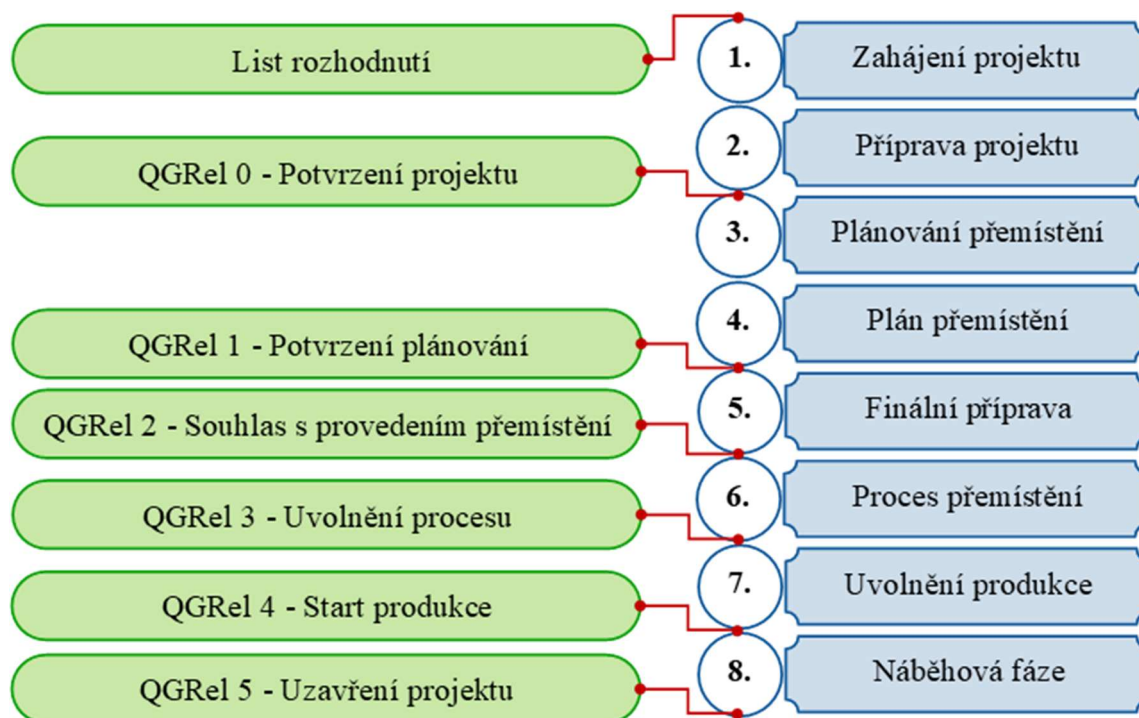 List rozhodnutí
1.
Zahájení projektu
2.
Příprava projektu
QGRel 0 - Potvrzení projektu
3.
Plánování přemístění
4.
Plán přemístění
QGRel 1 - Potvrzení plánování
5.
Finální příprava
QGRel 2 - Souhlas s provedením přemístění
6.
Proces přemístění
QGRel 3 - Uvolnění procesu
7.
Uvolnění produkce
QGRel 4 - Start produkce
8.
Náběhová fáze
QGRel 5 - Uzavření projektu